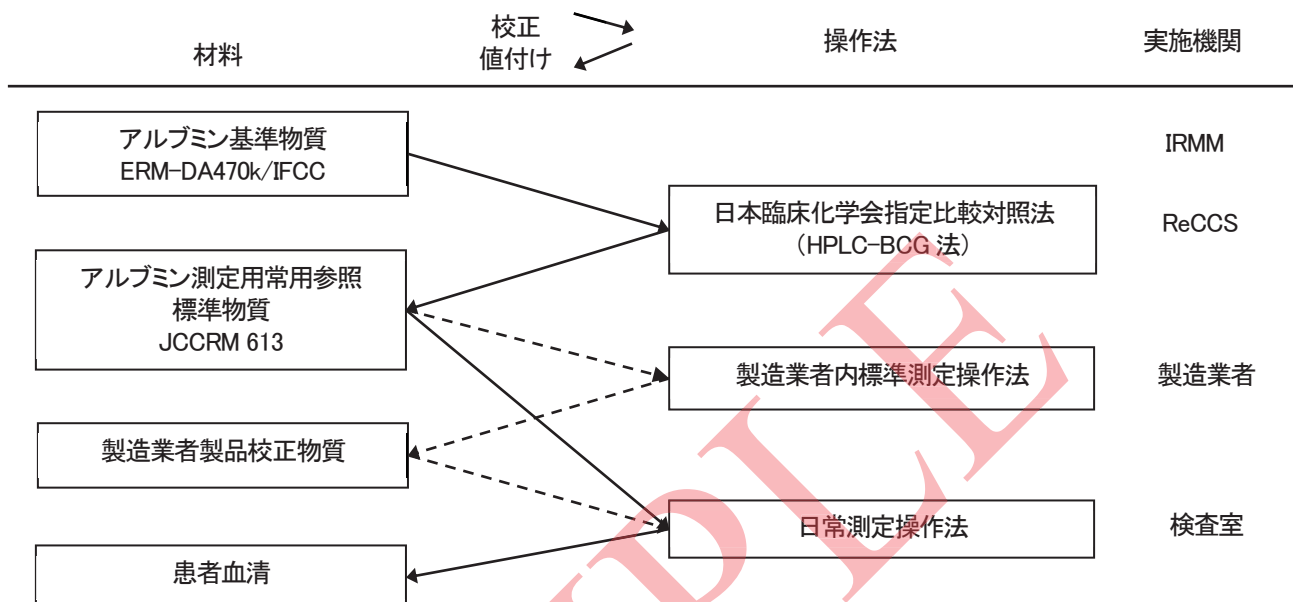 材料
校正
値付け
操作法
実施機関
アルブミン基準物質
ERM-DA470k/IFCC
IRMM
日本臨床化学会指定比較対照法
(HPLC-BCG 法)
ReCCS
アルブミン測定用常用参照
標準物質
JCCRM 613
製造業者内標準測定操作法
製造業者
製造業者製品校正物質
日常測定操作法
検査室
患者血清
PLE